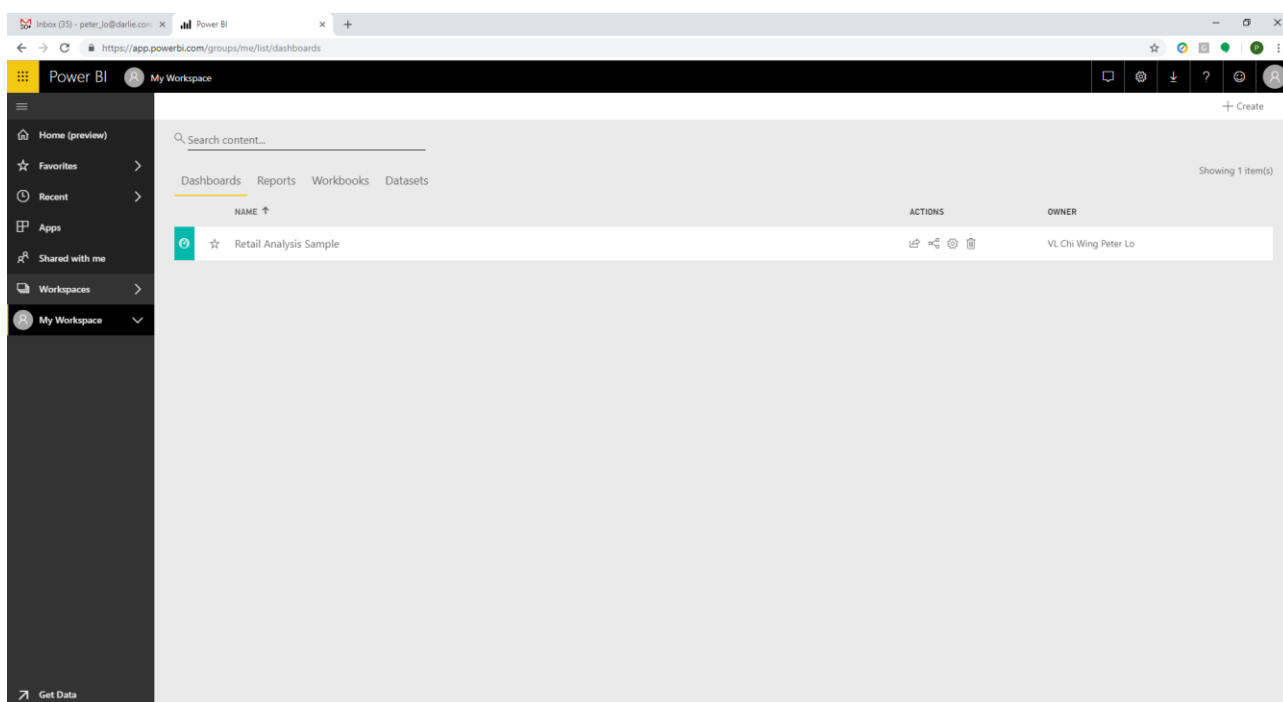 Inbox (35) - peter_lo@darlie.com
Power BI
https://app.powerbi.com/groups/me/list/dashboards
Power BI My Workspace
+ Create
Home (preview)
Search content...
Favorites
Showing 1 item(s)
Dashboards Reports Workbooks Datasets
Recent
NAME ACTIONS OWNER
Apps
Retail Analysis Sample VL Chi Wing Peter Lo
Shared with me
Workspaces
My Workspace
Get Data